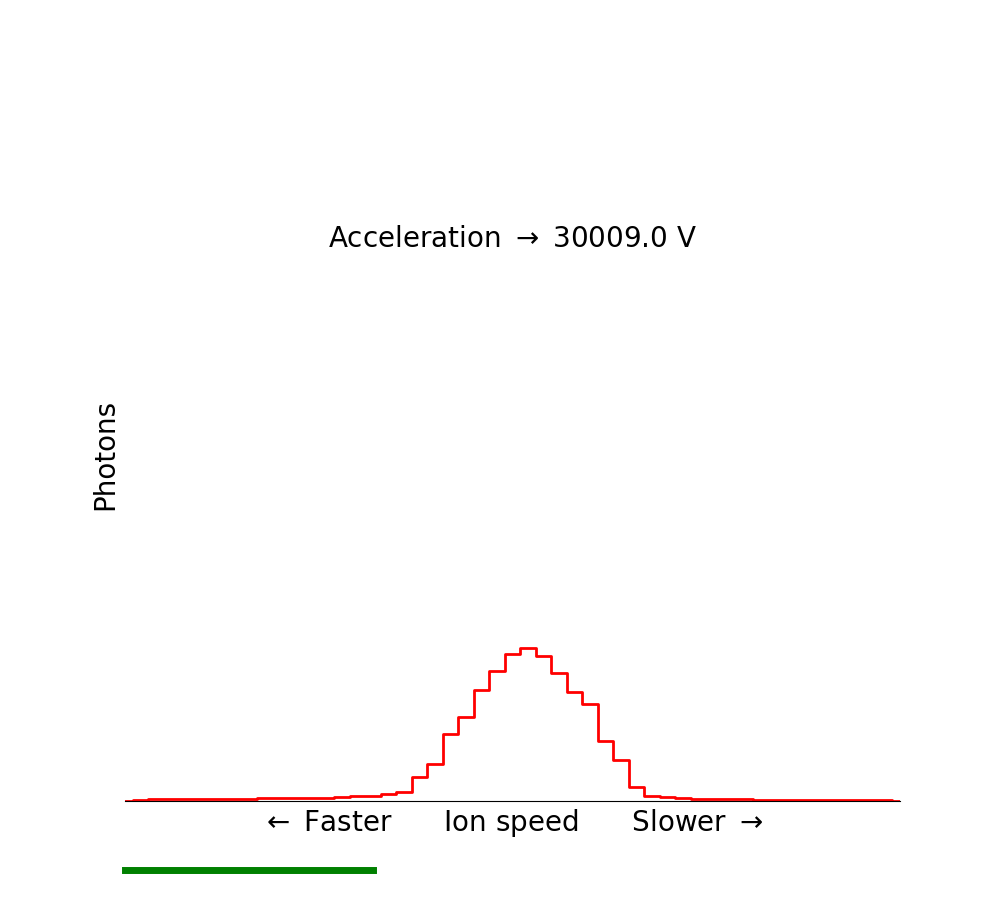 Acceleration → 30009.0 V
Photons
← Faster Ion speed Slower →